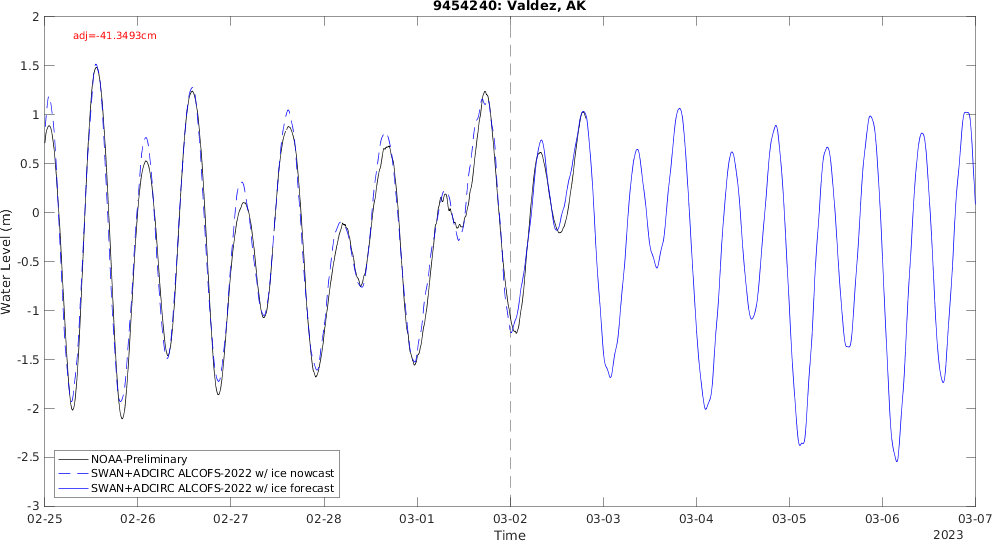 9454240: Valdez, AK
adj=-41.3493cm
2
1.5
1
0.5
0
-0.5
-1
-1.5
-2
-2.5
-3
Water Level (m)
NOAA-Preliminary
SWAN+ADCIRC ALCOFS-2022 w/ ice nowcast
SWAN+ADCIRC ALCOFS-2022 w/ ice forecast
02-25 02-26 02-27 02-28 03-01 03-02 03-03 03-04 03-05 03-06 03-07
Time
2023